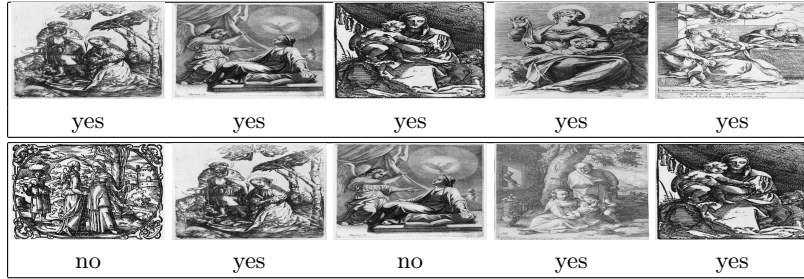 yes yes yes yes yes
no yes no yes yes